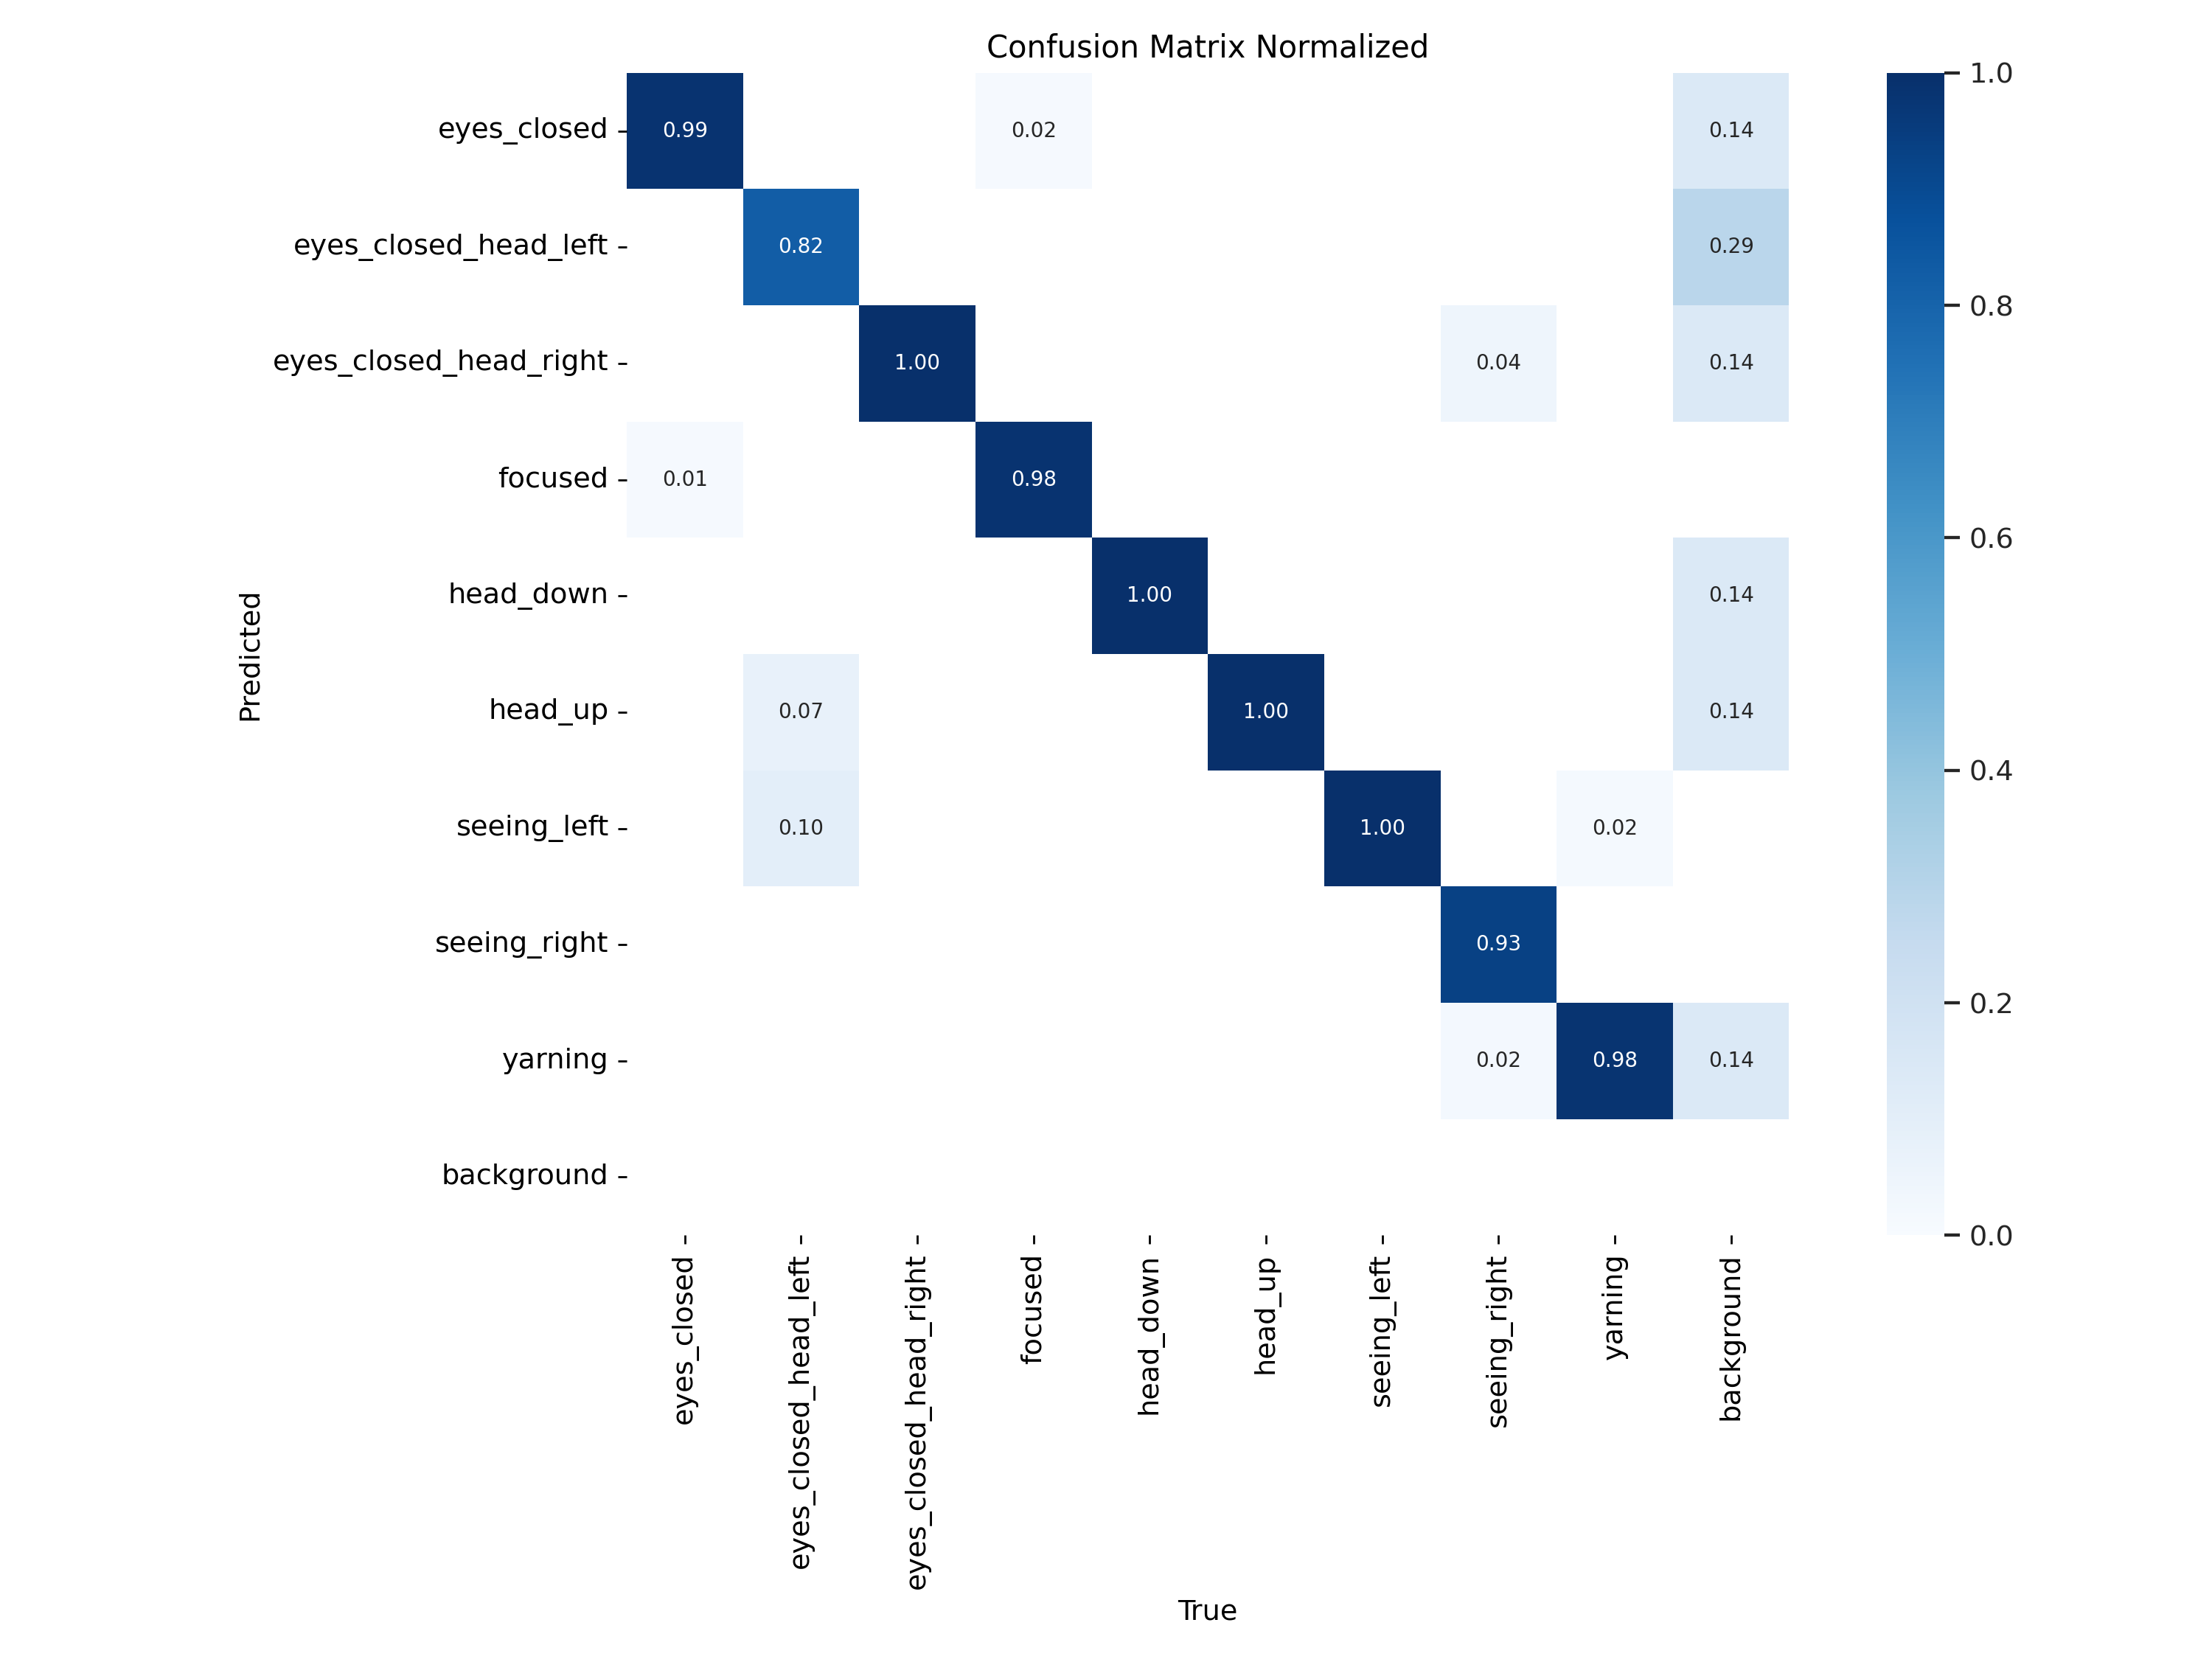 Confusion Matrix Normalized
eyes_closed
0.99
0.02
0.14
1.0
eyes_closed_head_left
0.82
0.29
0.8
eyes_closed_head_right
1.00
0.04
0.14
focused
0.01
0.98
0.6
head_down
1.00
0.14
Predicted
head_up
0.07
1.00
0.14
0.4
seeing_left
0.10
1.00
0.02
seeing_right
0.93
0.2
yarning
0.02
0.98
0.14
background
0.0
eyes_closed
eyes_closed_head_left
eyes_closed_head_right
focused
head_down
head_up
seeing_left
seeing_right
yarning
background
True